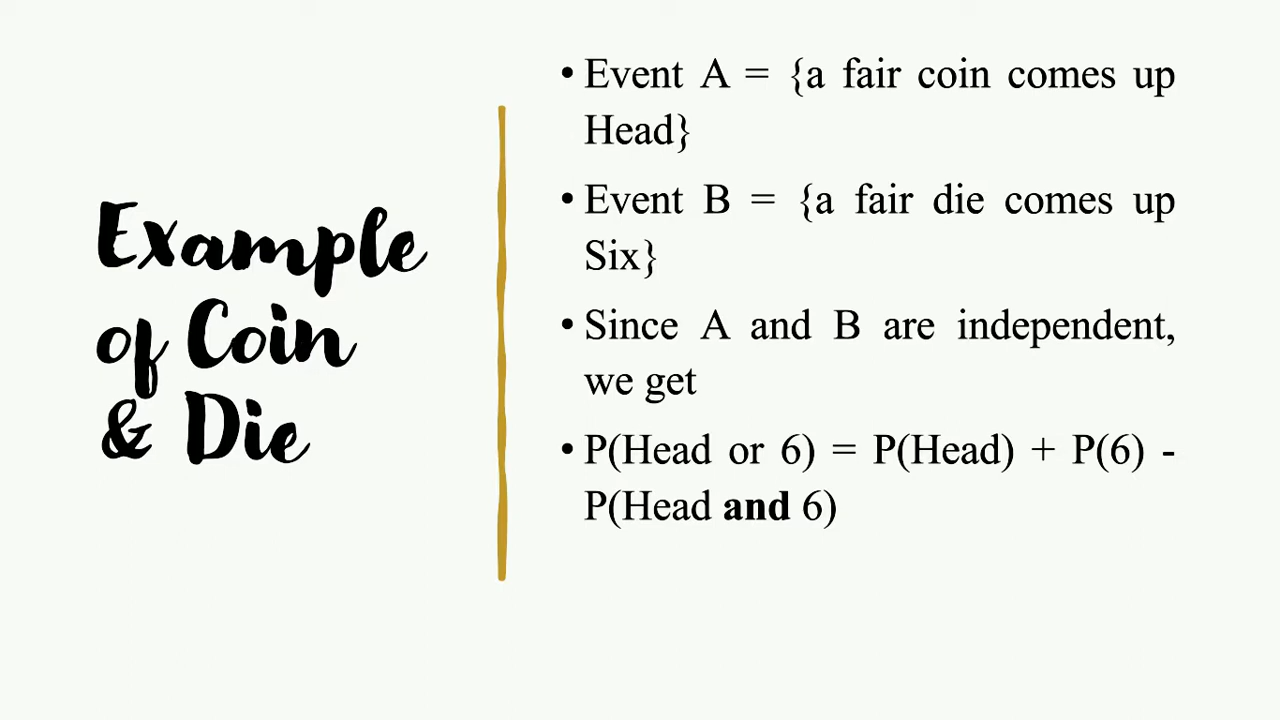 Example
of Coin
& Die
• Event A = {a fair coin comes up
Head}
• Event B = {a fair die comes up
Six}
• Since A and B are independent,
we get
• P(Head or 6) = P(Head) + P(6) -
P(Head and 6)